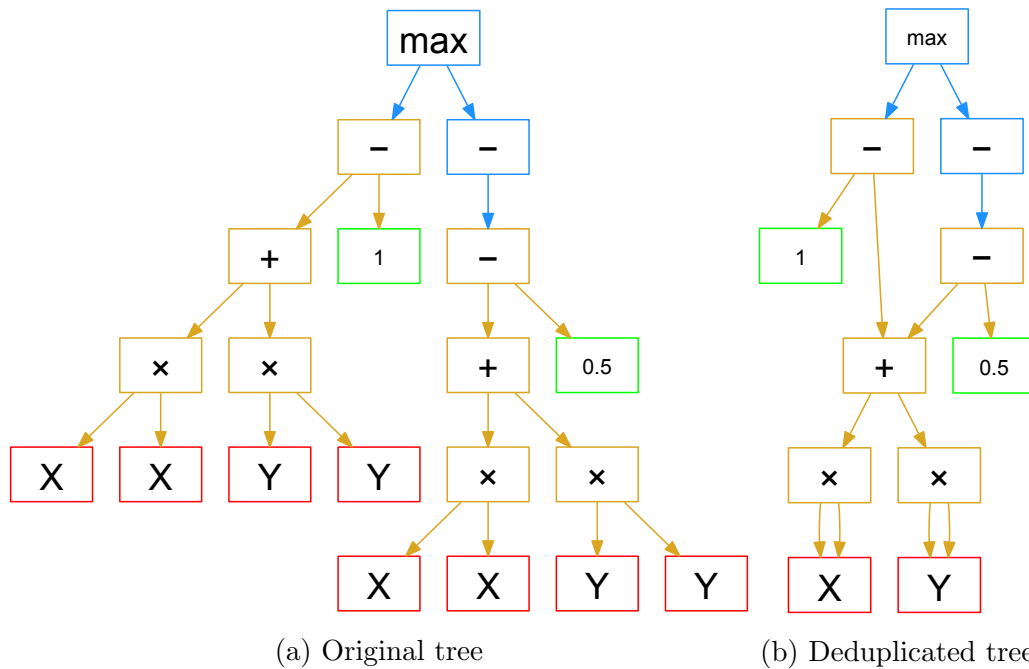 max max
− − − −
+ 1 − 1 −
× × + 0.5 + 0.5
X X Y Y × × × ×
X X Y Y X Y
(a) Original tree (b) Deduplicated tree